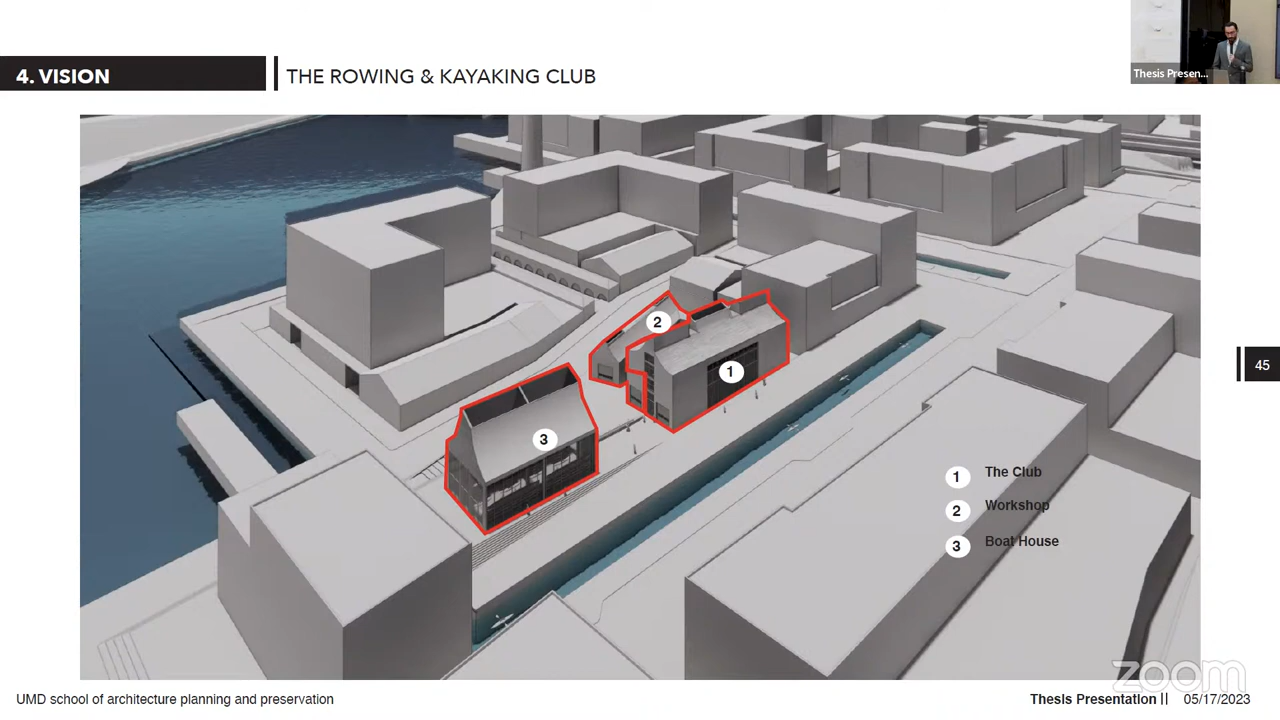 4. VISION
THE ROWING & KAYAKING CLUB
Thesis Presen...
2
1
3
45
1 The Club
2 Workshop
3 Boat House
zoom
UMD school of architecture planning and preservation
Thesis Presentation || 05/17/2023